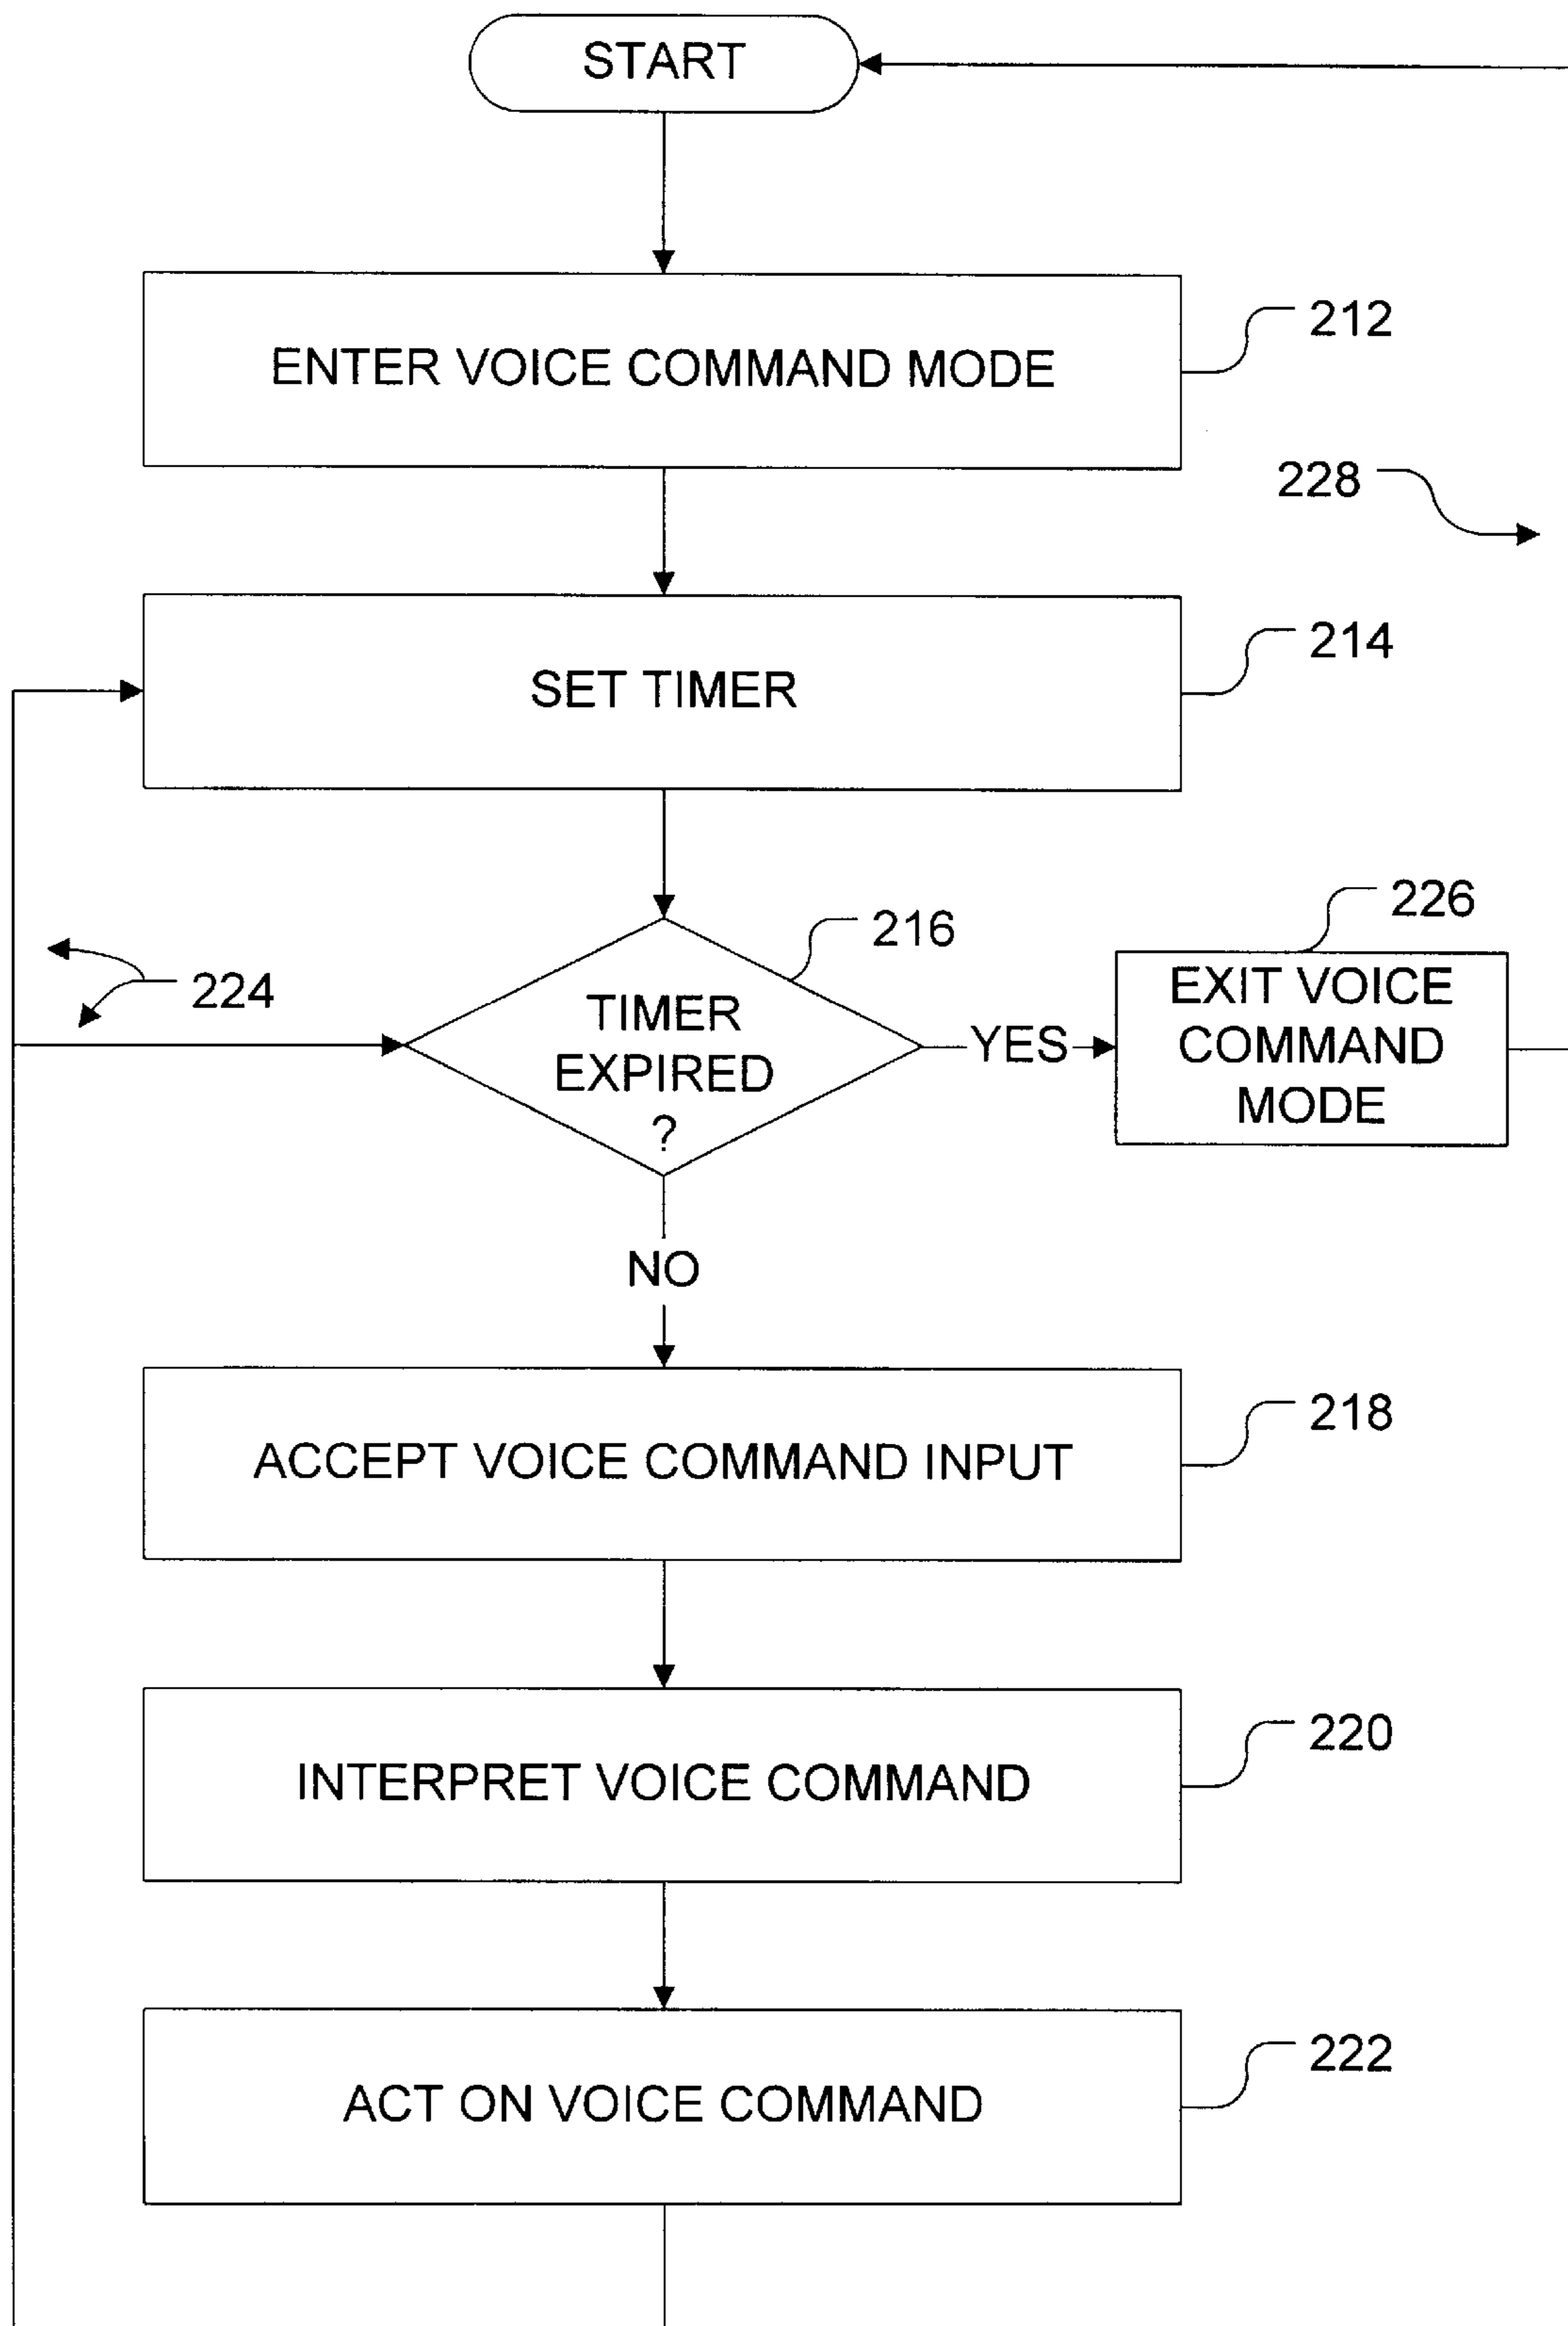 START
ENTER VOICE COMMAND MODE
212
228
SET TIMER
214
216
226
224
TIMER
EXPIRED
?
YES
EXIT VOICE
COMMAND
MODE
NO
ACCEPT VOICE COMMAND INPUT
218
INTERPRET VOICE COMMAND
220
ACT ON VOICE COMMAND
222